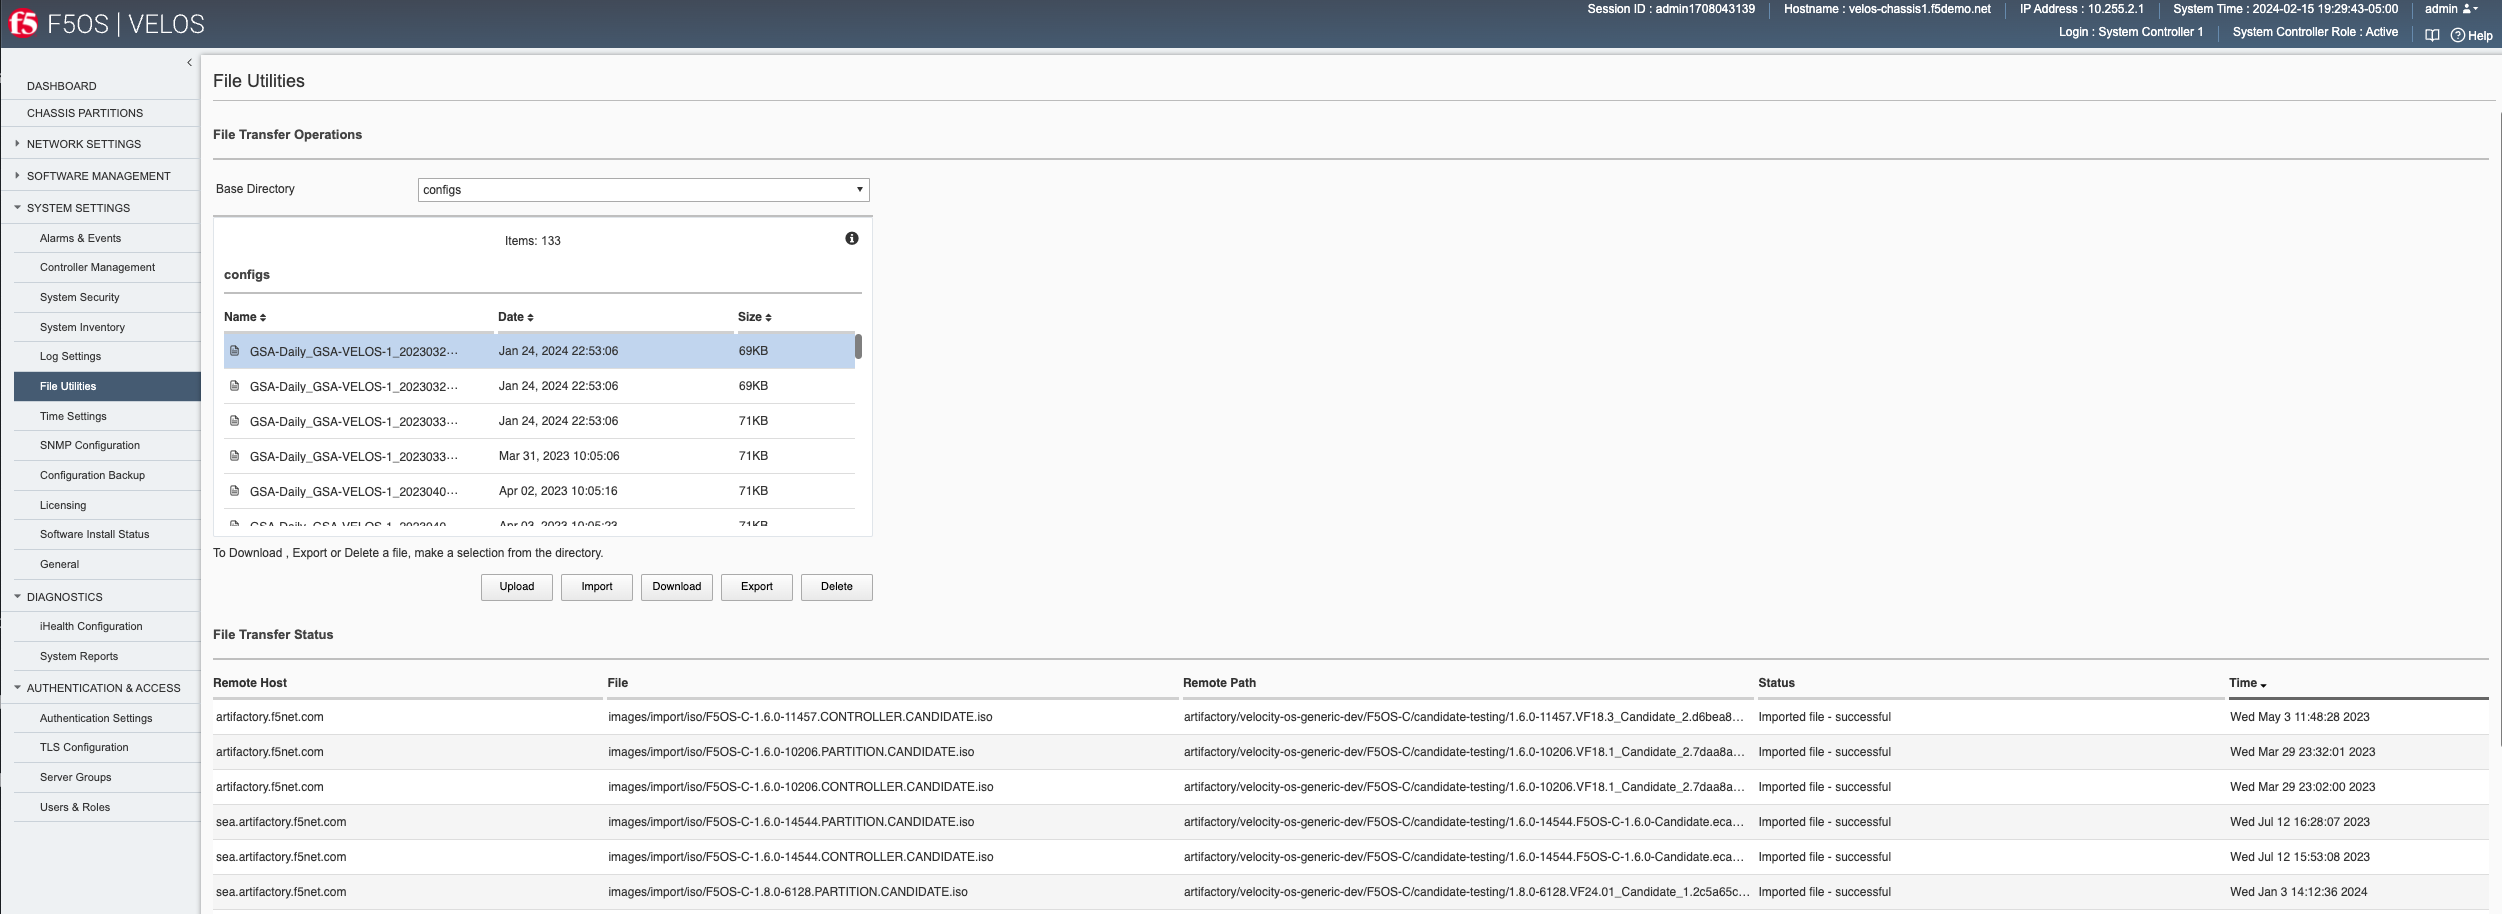 f5 F5OS | VELOS
Session ID : admin1708043139
Hostname : velos-chassis1.f5demo.net
IP Address : 10.255.2.1
System Time : 2024-02-15 19:29:43-05:00
admin
Login : System Controller 1
System Controller Role : Active
Help
DASHBOARD
CHASSIS PARTITIONS
NETWORK SETTINGS
SOFTWARE MANAGEMENT
SYSTEM SETTINGS
Alarms & Events
Controller Management
System Security
System Inventory
Log Settings
File Utilities
Time Settings
SNMP Configuration
Configuration Backup
Licensing
Software Install Status
General
DIAGNOSTICS
iHealth Configuration
System Reports
AUTHENTICATION & ACCESS
Authentication Settings
TLS Configuration
Server Groups
Users & Roles
File Utilities
File Transfer Operations
Base Directory configs
Items: 133
configs
Name Date Size
GSA-Daily_GSA-VELOS-1_2023032··· Jan 24, 2024 22:53:06 69KB
GSA-Daily_GSA-VELOS-1_2023032··· Jan 24, 2024 22:53:06 69KB
GSA-Daily_GSA-VELOS-1_2023033··· Jan 24, 2024 22:53:06 71KB
GSA-Daily_GSA-VELOS-1_2023033··· Mar 31, 2023 10:05:06 71KB
GSA-Daily_GSA-VELOS-1_2023040··· Apr 02, 2023 10:05:16 71KB
GSA-Daily_GSA-VELOS-1_2023040 Apr 03, 2023 10:05:23 71KB
To Download , Export or Delete a file, make a selection from the directory.
Upload Import Download Export Delete
File Transfer Status
Remote Host File Remote Path Status Time
artifactory.f5net.com images/import/iso/F5OS-C-1.6.0-11457.CONTROLLER.CANDIDATE.iso artifactory/velocity-os-generic-dev/F5OS-C/candidate-testing/1.6.0-11457.VF18.3_Candidate_2.d6bea8... Imported file - successful Wed May 3 11:48:28 2023
artifactory.f5net.com images/import/iso/F5OS-C-1.6.0-10206.PARTITION.CANDIDATE.iso artifactory/velocity-os-generic-dev/F5OS-C/candidate-testing/1.6.0-10206.VF18.1_Candidate_2.7daa8a... Imported file - successful Wed Mar 29 23:32:01 2023
artifactory.f5net.com images/import/iso/F5OS-C-1.6.0-10206.CONTROLLER.CANDIDATE.iso artifactory/velocity-os-generic-dev/F5OS-C/candidate-testing/1.6.0-10206.VF18.1_Candidate_2.7daa8a... Imported file - successful Wed Mar 29 23:02:00 2023
sea.artifactory.f5net.com images/import/iso/F5OS-C-1.6.0-14544.PARTITION.CANDIDATE.iso artifactory/velocity-os-generic-dev/F5OS-C/candidate-testing/1.6.0-14544.F5OS-C-1.6.0-Candidate.eca... Imported file - successful Wed Jul 12 16:28:07 2023
sea.artifactory.f5net.com images/import/iso/F5OS-C-1.6.0-14544.CONTROLLER.CANDIDATE.iso artifactory/velocity-os-generic-dev/F5OS-C/candidate-testing/1.6.0-14544.F5OS-C-1.6.0-Candidate.eca... Imported file - successful Wed Jul 12 15:53:08 2023
sea.artifactory.f5net.com images/import/iso/F5OS-C-1.8.0-6128.PARTITION.CANDIDATE.iso artifactory/velocity-os-generic-dev/F5OS-C/candidate-testing/1.8.0-6128.VF24.01_Candidate_1.2c5a65c... Imported file - successful Wed Jan 3 14:12:36 2024